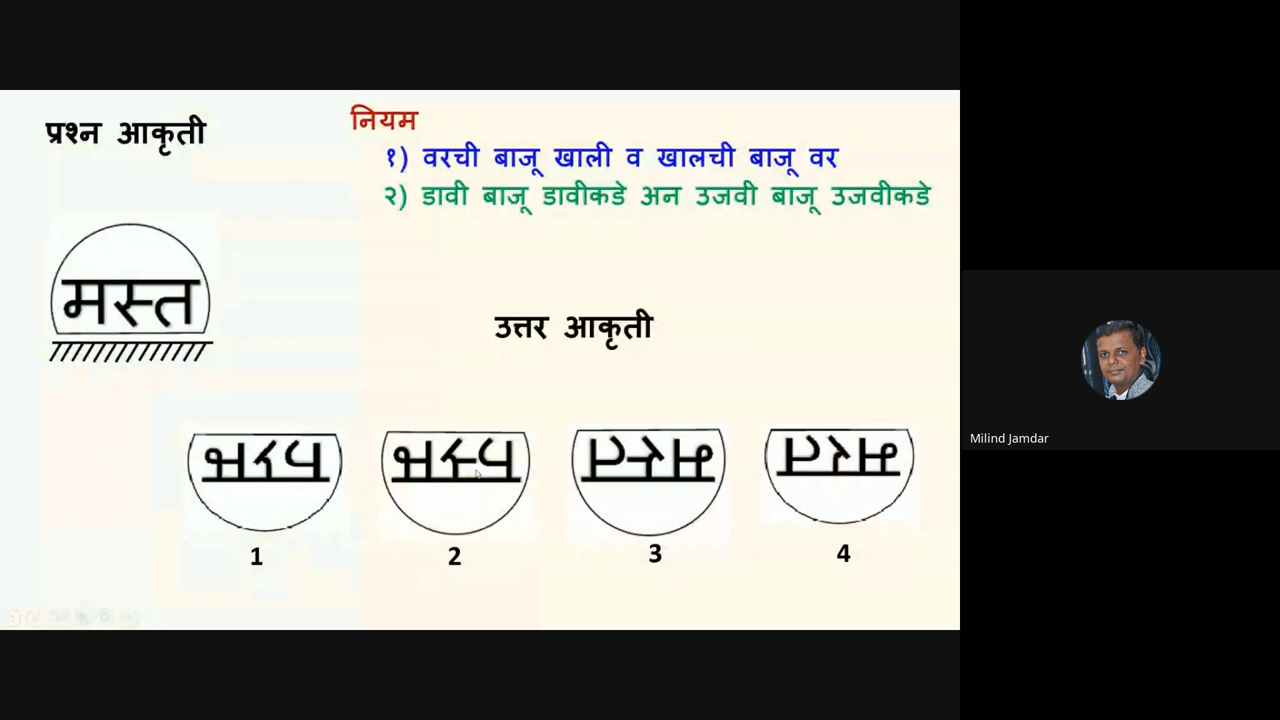 प्रश्न आकृती
नियम
१) वरची बाजू खाली व खालची बाजू वर
२) डावी बाजू डावीकडे अन उजवी बाजू उजवीकडे
मस्त
उत्तर आकृती
1
2
3
4
Milind Jamdar